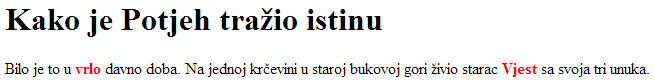 Kako je Potjeh tražio istinu
Bilo je to u vrlo davno doba. Na jednoj krčevini u staroj bukovoj gori živio starac Vjest sa svoja tri unuka.